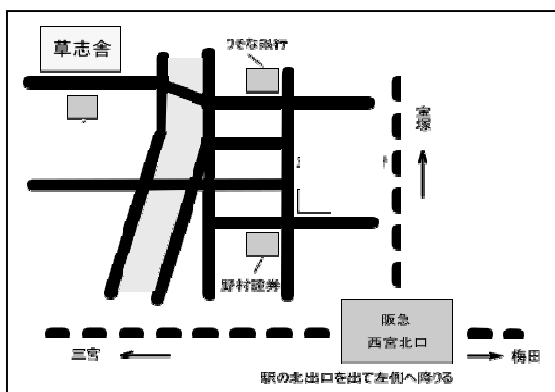 草志舎
りそな銀行
宝塚
野村證券
阪急
西宮北口
三宮
梅田
駅の北出口を出て左側へ降りる